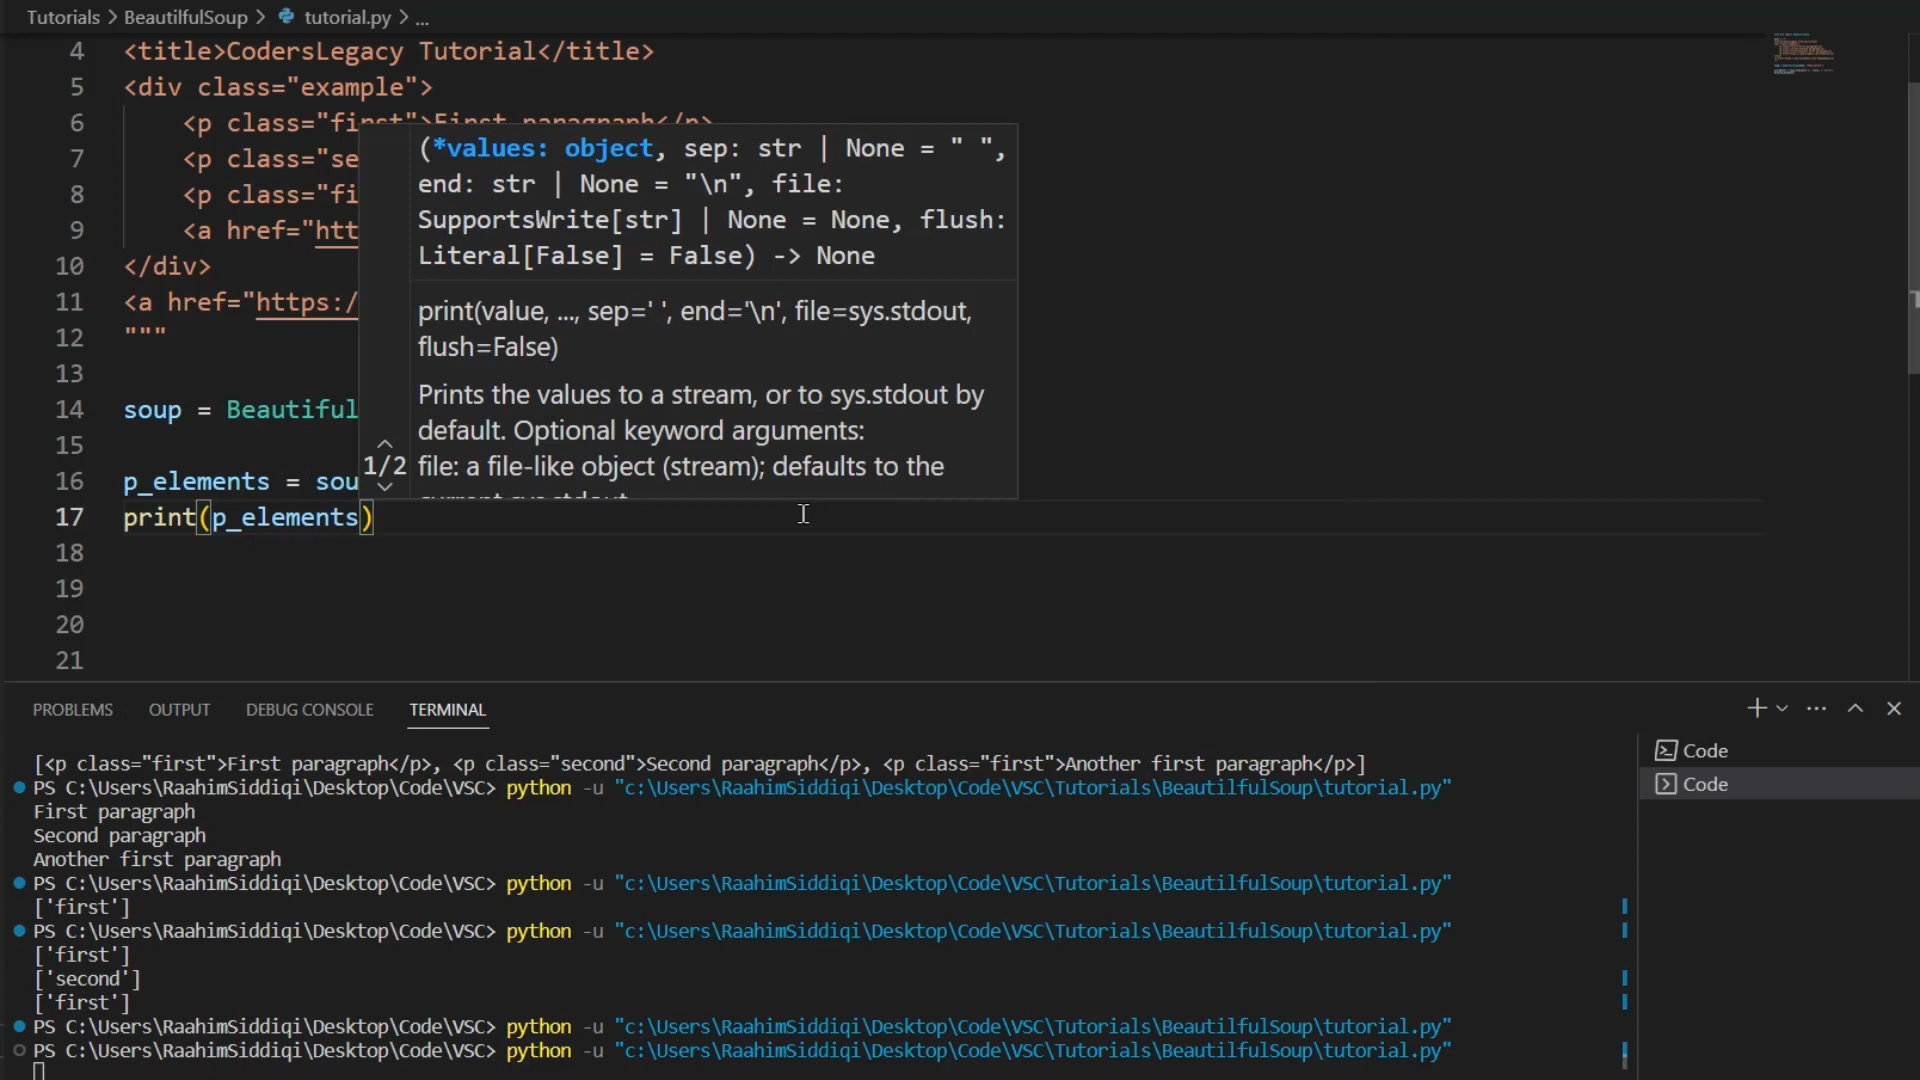 Tutorials > BeautilfulSoup > tutorial.py > ...
4 <title>CodersLegacy Tutorial</title>
5 <div class="example">
6 <p class="first">First paragraph</p>
7 <p class="se
8 <p class="fi
9 <a href="htt
10 </div>
11 <a href="https:/
12 """
13
14 soup = Beautiful
15
16 p_elements = sou
17 print(p_elements)
18
19
20
21
(*values: object, sep: str | None = " ",
end: str | None = "\n", file:
SupportsWrite[str] | None = None, flush:
Literal[False] = False) -> None
print(value, ..., sep=' ', end='\n', file=sys.stdout,
flush=False)
Prints the values to a stream, or to sys.stdout by
default. Optional keyword arguments:
1/2 file: a file-like object (stream); defaults to the
current sys.stdout
PROBLEMS OUTPUT DEBUG CONSOLE TERMINAL
[<p class="first">First paragraph</p>, <p class="second">Second paragraph</p>, <p class="first">Another first paragraph</p>]
PS C:\Users\RaahimSiddiqi\Desktop\Code\VSC> python -u "c:\Users\RaahimSiddiqi\Desktop\Code\VSC\Tutorials\BeautilfulSoup\tutorial.py"
First paragraph
Second paragraph
Another first paragraph
PS C:\Users\RaahimSiddiqi\Desktop\Code\VSC> python -u "c:\Users\RaahimSiddiqi\Desktop\Code\VSC\Tutorials\BeautilfulSoup\tutorial.py"
['first']
PS C:\Users\RaahimSiddiqi\Desktop\Code\VSC> python -u "c:\Users\RaahimSiddiqi\Desktop\Code\VSC\Tutorials\BeautilfulSoup\tutorial.py"
['first']
['second']
['first']
PS C:\Users\RaahimSiddiqi\Desktop\Code\VSC> python -u "c:\Users\RaahimSiddiqi\Desktop\Code\VSC\Tutorials\BeautilfulSoup\tutorial.py"
PS C:\Users\RaahimSiddiqi\Desktop\Code\VSC> python -u "c:\Users\RaahimSiddiqi\Desktop\Code\VSC\Tutorials\BeautilfulSoup\tutorial.py"
Code
Code